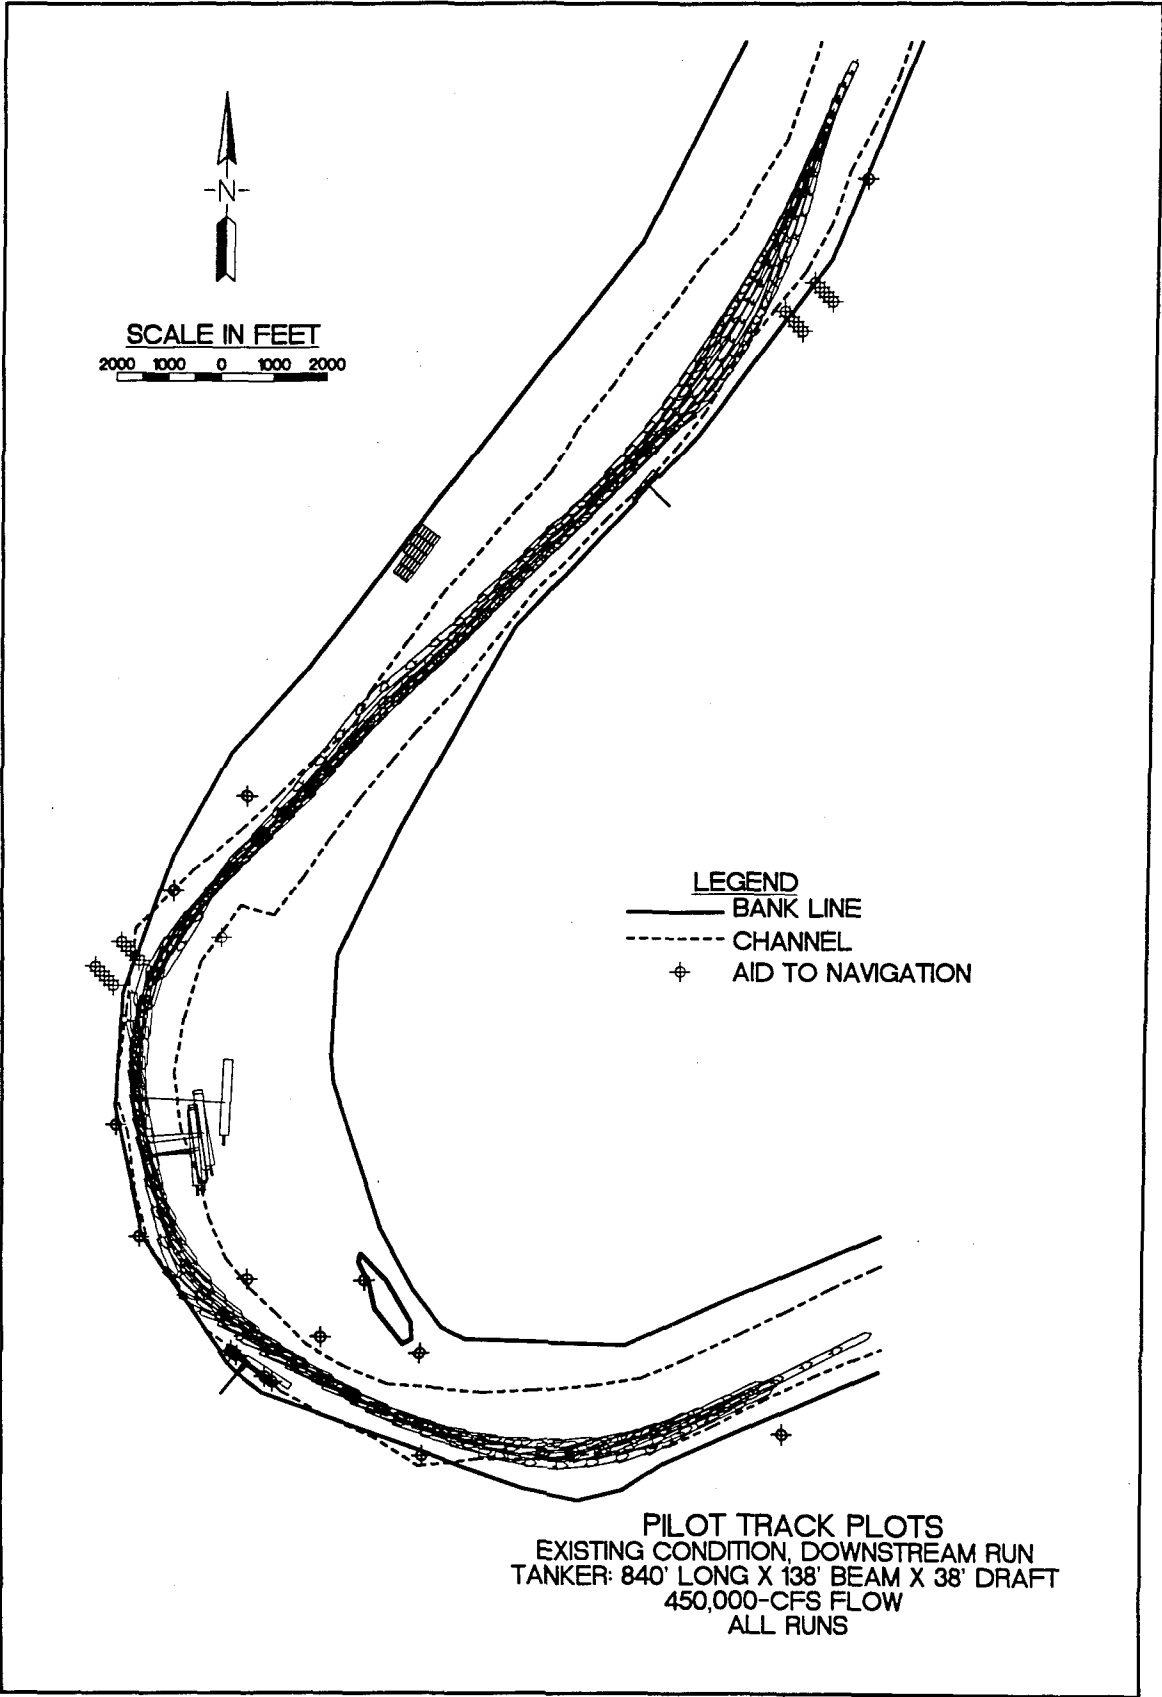 -N-
SCALE IN FEET
2000 1000 0 1000 2000
LEGEND
BANK LINE
CHANNEL
AID TO NAVIGATION
PILOT TRACK PLOTS
EXISTING CONDITION, DOWNSTREAM RUN
TANKER: 840' LONG X 138' BEAM X 38' DRAFT
450,000-CFS FLOW
ALL RUNS